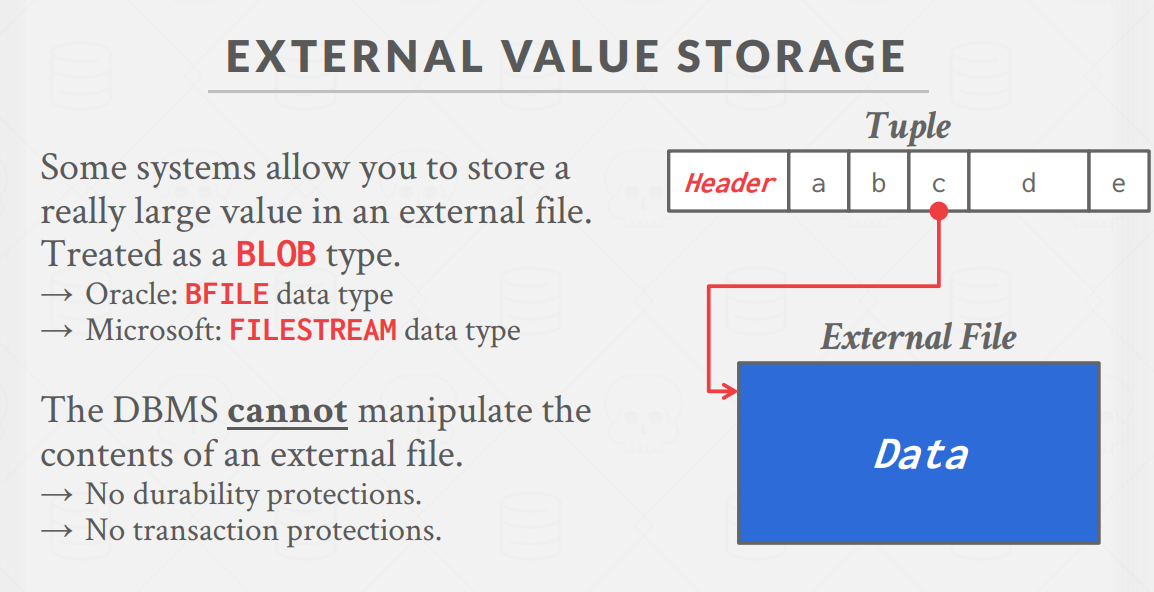 EXTERNAL VALUE STORAGE
Some systems allow you to store a
really large value in an external file.
Treated as a BLOB type.
→ Oracle: BFILE data type
→ Microsoft: FILESTREAM data type
The DBMS cannot manipulate the
contents of an external file.
→ No durability protections.
→ No transaction protections.
Tuple
Header a b c d e
External File
Data